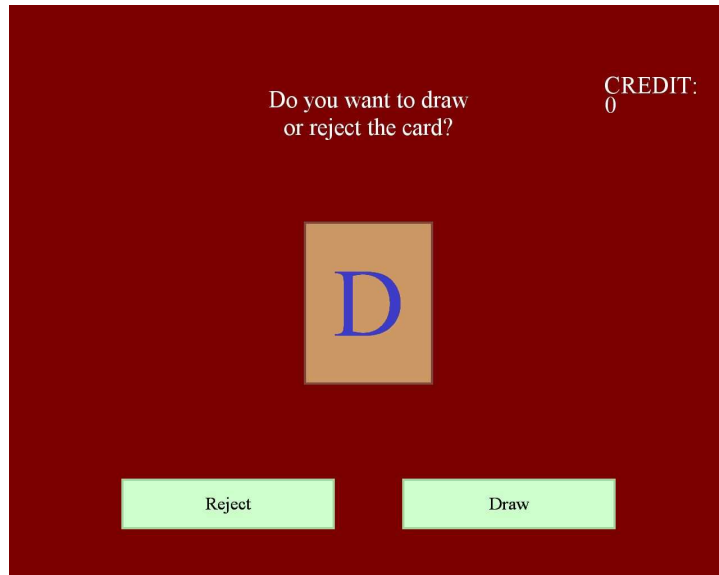 Do you want to draw
or reject the card?
CREDIT:
0
D
Reject
Draw